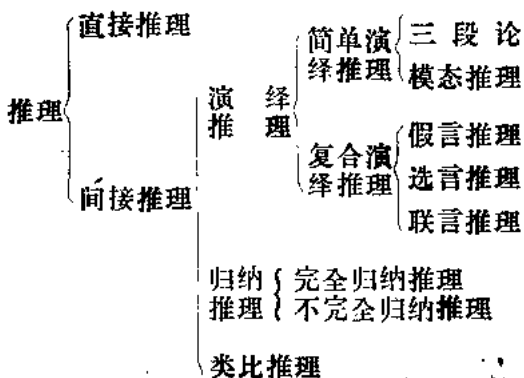 推理
直接推理
间接推理
演绎推理
简单演绎推理
三段论
模态推理
复合演绎推理
假言推理
选言推理
联言推理
归纳推理
完全归纳推理
不完全归纳推理
类比推理